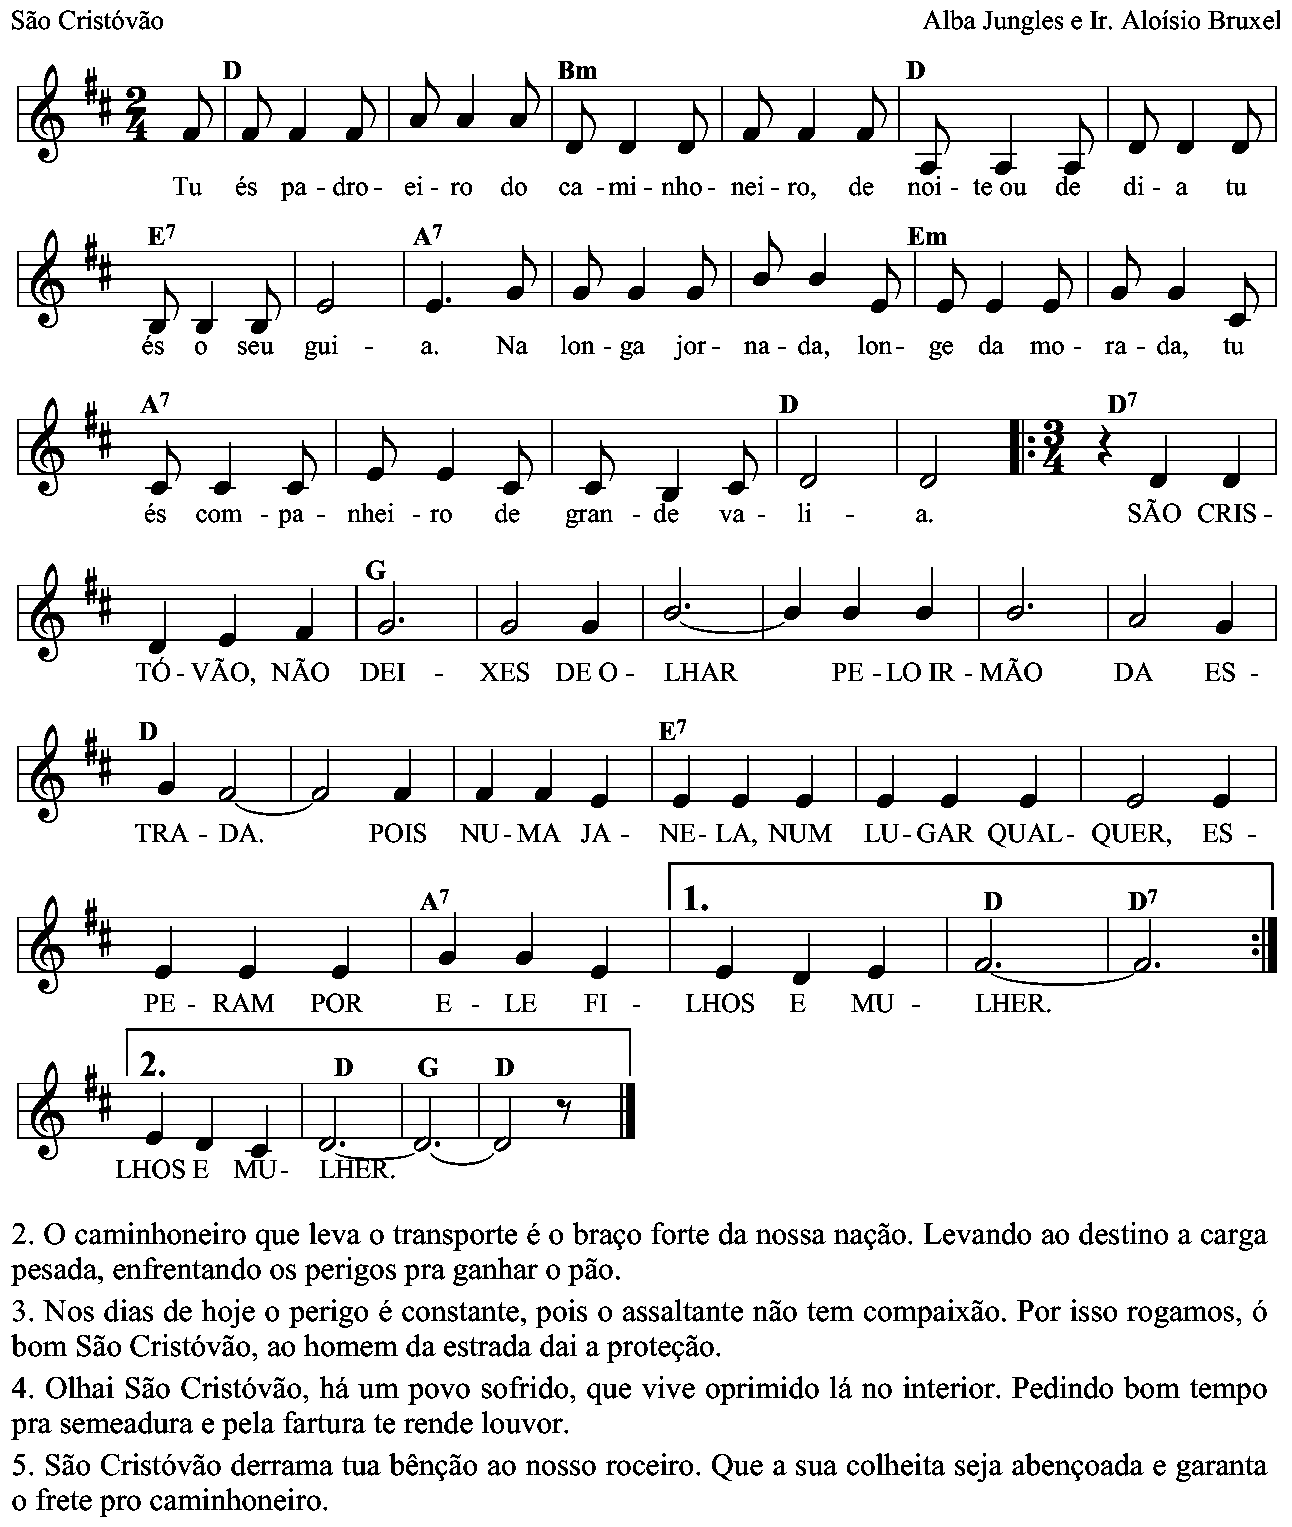 São Cristóvão Alba Jungles e Ir. Aloísio Bruxel
D Bm D
2/4
Tu és pa-dro-ei-ro do ca-mi-nho-nei-ro, de noi-te ou de di-a tu
E7 A7 Em
és o seu gui-a. Na lon-ga jor-na-da, lon-ge da mo-ra-da, tu
A7 D D7
3/4
és com-pa-nhei-ro de gran-de va-li-a. SÃO CRIS-
G
TÓ-VÃO, NÃO DEI-XES DE O-LHAR PE-LO IR-MÃO DA ES-
D E7
TRA-DA. POIS NU-MA JA-NE-LA, NUM LU-GAR QUAL-QUER, ES-
A7 1. D D7
PE-RAM POR E-LE FI-LHOS E MU-LHER.
2. D G D
LHOS E MU-LHER.
2. O caminhoneiro que leva o transporte é o braço forte da nossa nação. Levando ao destino a carga
pesada, enfrentando os perigos pra ganhar o pão.
3. Nos dias de hoje o perigo é constante, pois o assaltante não tem compaixão. Por isso rogamos, ó
bom São Cristóvão, ao homem da estrada dai a proteção.
4. Olhai São Cristóvão, há um povo sofrido, que vive oprimido lá no interior. Pedindo bom tempo
pra semeadura e pela fartura te rende louvor.
5. São Cristóvão derrama tua bênção ao nosso roceiro. Que a sua colheita seja abençoada e garanta
o frete pro caminhoneiro.